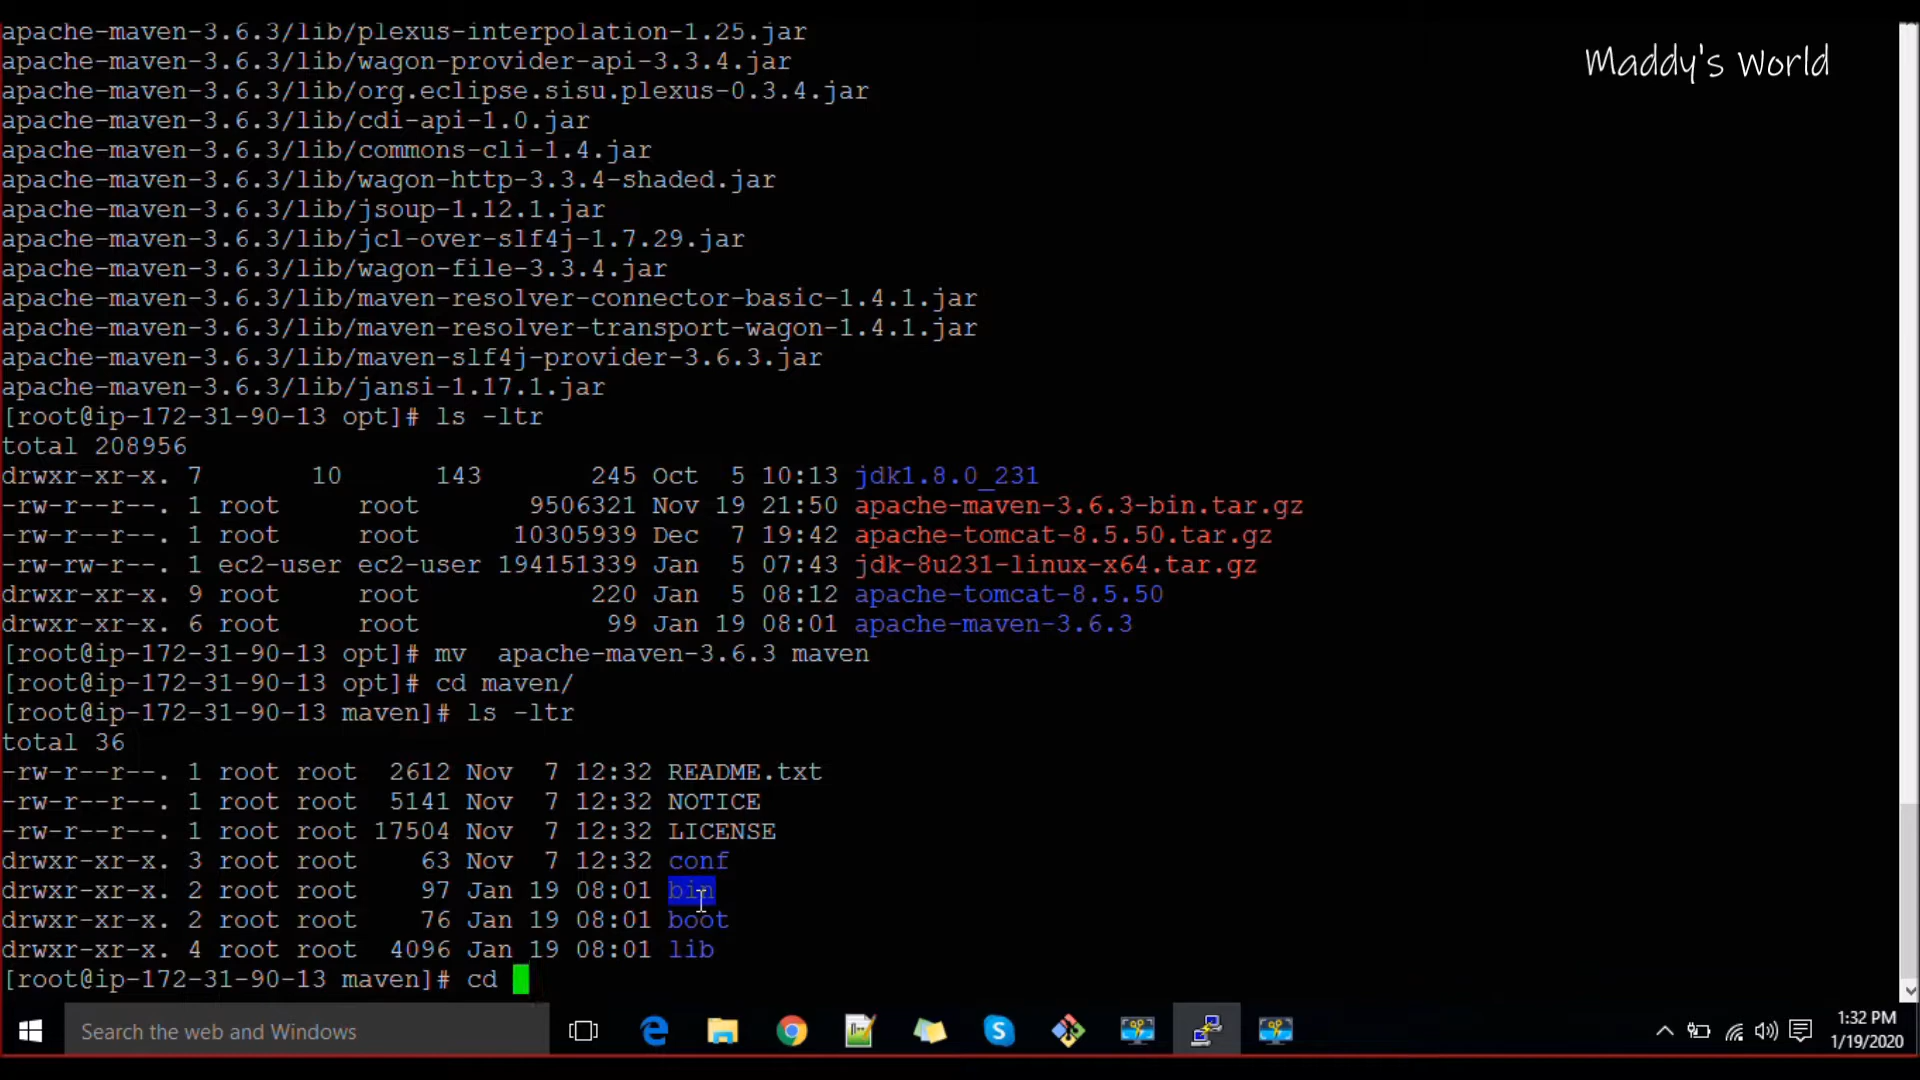 apache-maven-3.6.3/lib/plexus-interpolation-1.25.jar
Maddy's World
apache-maven-3.6.3/lib/wagon-provider-api-3.3.4.jar
apache-maven-3.6.3/lib/org.eclipse.sisu.plexus-0.3.4.jar
apache-maven-3.6.3/lib/cdi-api-1.0.jar
apache-maven-3.6.3/lib/commons-cli-1.4.jar
apache-maven-3.6.3/lib/wagon-http-3.3.4-shaded.jar
apache-maven-3.6.3/lib/jsoup-1.12.1.jar
apache-maven-3.6.3/lib/jcl-over-slf4j-1.7.29.jar
apache-maven-3.6.3/lib/wagon-file-3.3.4.jar
apache-maven-3.6.3/lib/maven-resolver-connector-basic-1.4.1.jar
apache-maven-3.6.3/lib/maven-resolver-transport-wagon-1.4.1.jar
apache-maven-3.6.3/lib/maven-slf4j-provider-3.6.3.jar
apache-maven-3.6.3/lib/jansi-1.17.1.jar
[root@ip-172-31-90-13 opt]# ls -ltr
total 208956
drwxr-xr-x. 7       10      143       245 Oct  5 10:13 jdk1.8.0_231
-rw-r--r--. 1 root     root       9506321 Nov 19 21:50 apache-maven-3.6.3-bin.tar.gz
-rw-r--r--. 1 root     root      10305939 Dec  7 19:42 apache-tomcat-8.5.50.tar.gz
-rw-rw-r--. 1 ec2-user ec2-user 194151339 Jan  5 07:43 jdk-8u231-linux-x64.tar.gz
drwxr-xr-x. 9 root     root           220 Jan  5 08:12 apache-tomcat-8.5.50
drwxr-xr-x. 6 root     root            99 Jan 19 08:01 apache-maven-3.6.3
[root@ip-172-31-90-13 opt]# mv  apache-maven-3.6.3 maven
[root@ip-172-31-90-13 opt]# cd maven/
[root@ip-172-31-90-13 maven]# ls -ltr
total 36
-rw-r--r--. 1 root root  2612 Nov  7 12:32 README.txt
-rw-r--r--. 1 root root  5141 Nov  7 12:32 NOTICE
-rw-r--r--. 1 root root 17504 Nov  7 12:32 LICENSE
drwxr-xr-x. 3 root root    63 Nov  7 12:32 conf
drwxr-xr-x. 2 root root    97 Jan 19 08:01 bin
drwxr-xr-x. 2 root root    76 Jan 19 08:01 boot
drwxr-xr-x. 4 root root  4096 Jan 19 08:01 lib
[root@ip-172-31-90-13 maven]# cd
Search the web and Windows
1:32 PM
1/19/2020